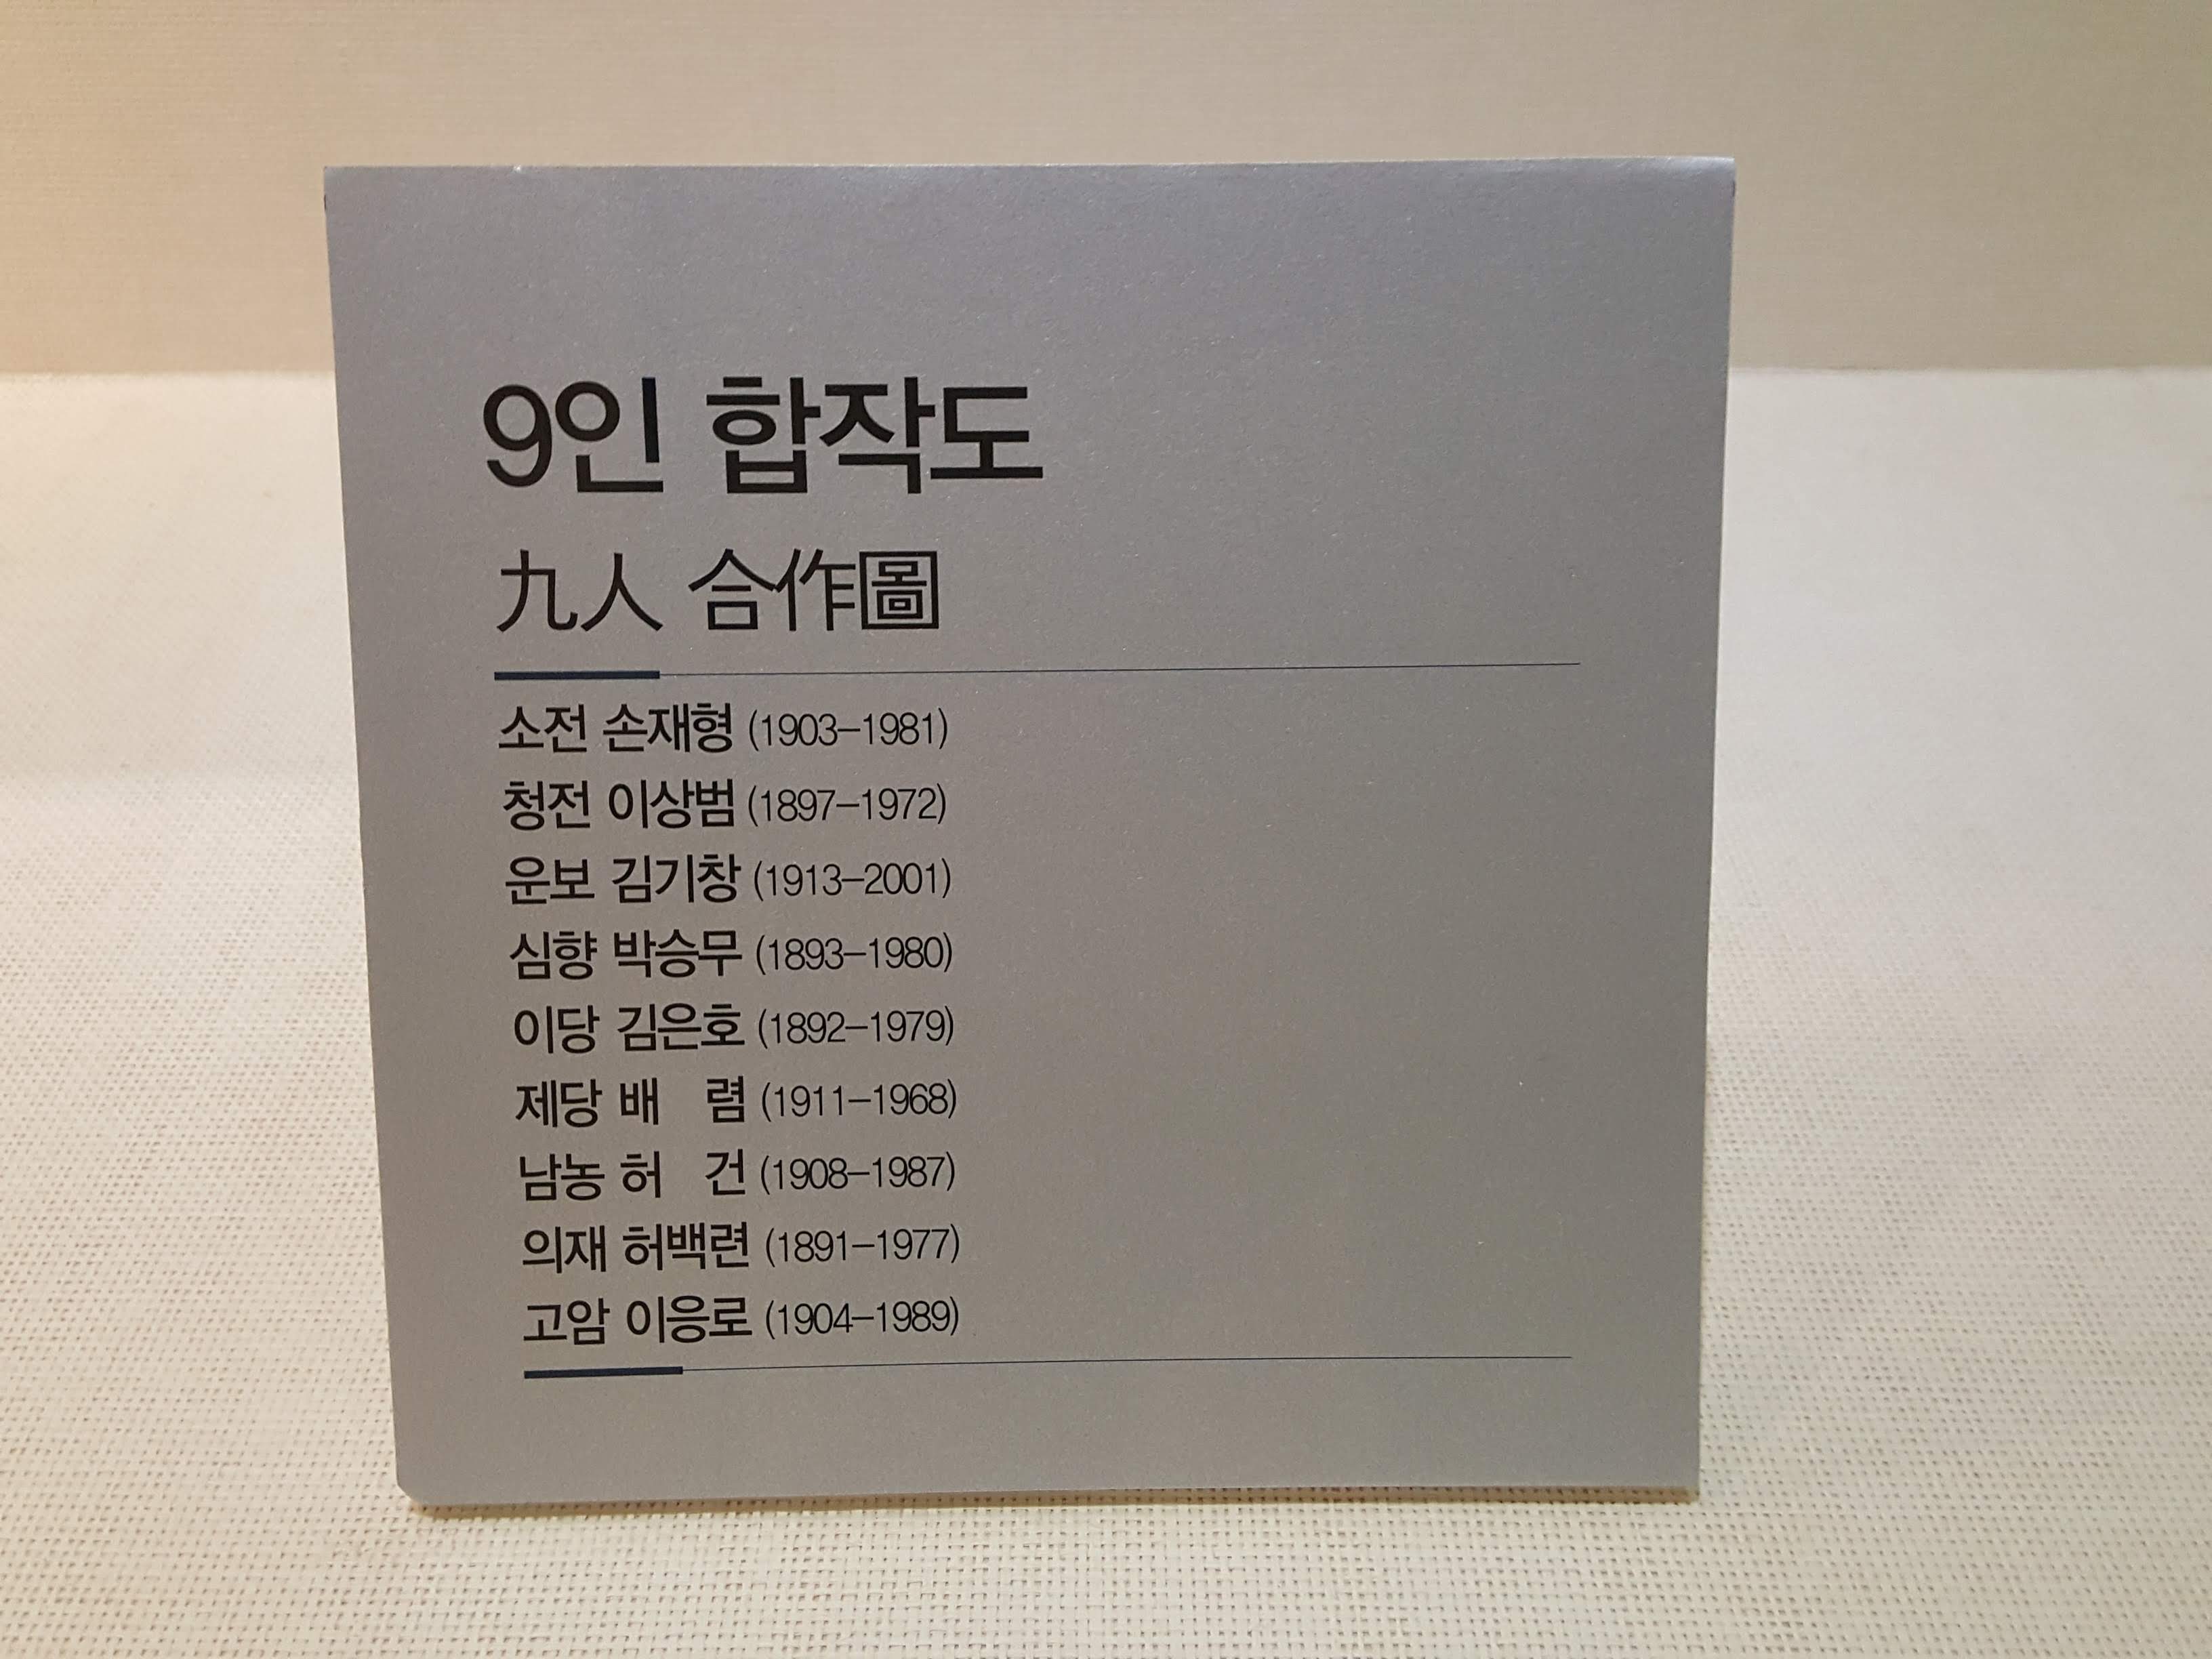 9인 합작도
九人 合作圖
소전 손재형 (1903–1981)
청전 이상범 (1897–1972)
운보 김기창 (1913–2001)
심향 박승무 (1893–1980)
이당 김은호 (1892–1979)
제당 배 렴 (1911–1968)
남농 허 건 (1908–1987)
의재 허백련 (1891–1977)
고암 이응로 (1904–1989)